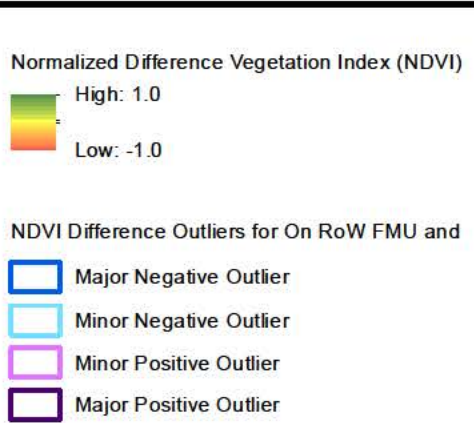 Normalized Difference Vegetation Index (NDVI)
High: 1.0
Low: -1.0
NDVI Difference Outliers for On RoW FMU and
Major Negative Outlier
Minor Negative Outlier
Minor Positive Outlier
Major Positive Outlier